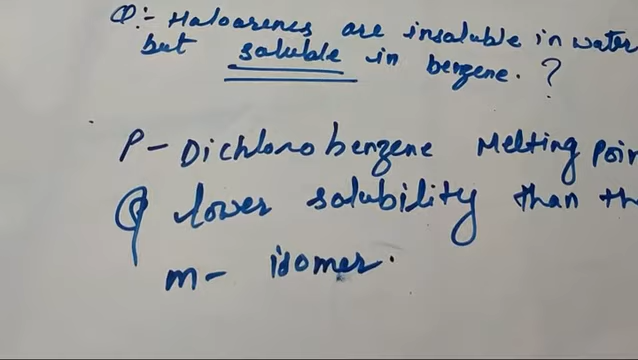 Q:- Haloarenes are insoluble in water
but soluble in benzene. ?
P- Dichlorobenzene Melting Poin
Q lower solubility than th
m- isomer.